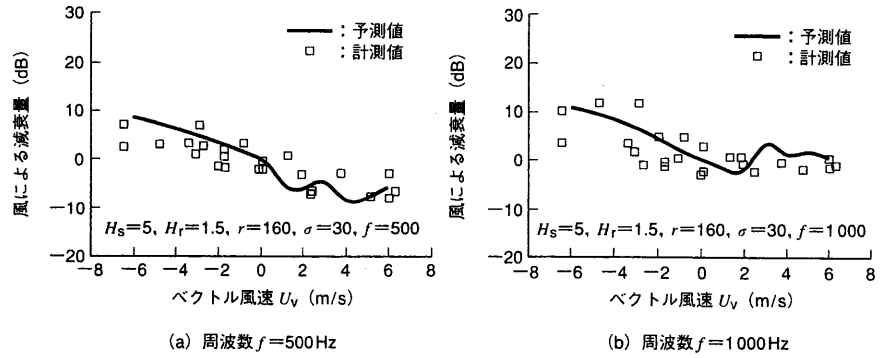 30
20
10
0
−10
−20
風による減衰量 (dB)
：予測値
：計測値
Hs=5, Hr=1.5, r=160, σ=30, f=500
−8 −6 −4 −2 0 2 4 6 8
ベクトル風速 Uv (m/s)
(a) 周波数 f=500Hz
30
20
10
0
−10
−20
風による減衰量 (dB)
：予測値
：計測値
Hs=5, Hr=1.5, r=160, σ=30, f=1000
−8 −6 −4 −2 0 2 4 6 8
ベクトル風速 Uv (m/s)
(b) 周波数 f=1000Hz